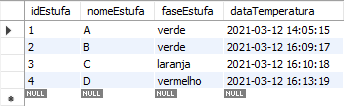 idEstufa nomeEstufa faseEstufa dataTemperatura
1 A verde 2021-03-12 14:05:15
2 B verde 2021-03-12 16:09:17
3 C laranja 2021-03-12 16:10:18
4 D vermelho 2021-03-12 16:13:19
NULL NULL NULL NULL